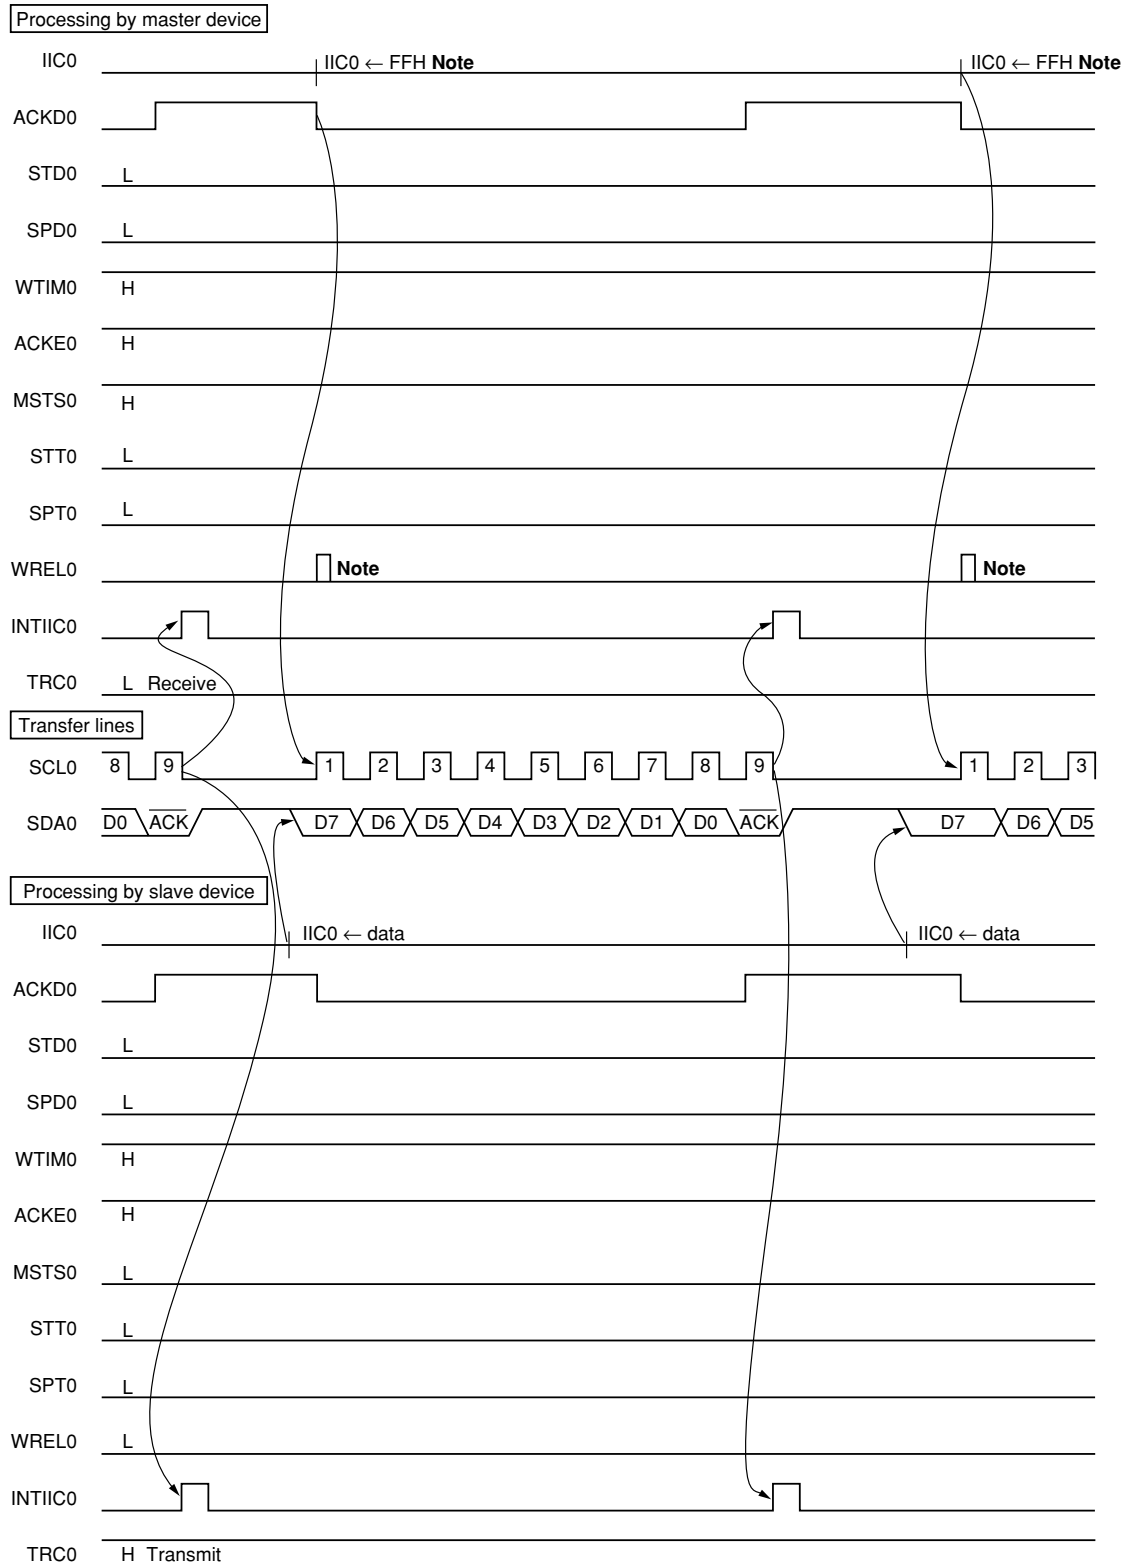 Processing by master device
IIC0 IIC0 ← FFH Note IIC0 ← FFH Note
ACKD0
STD0 L
SPD0 L
WTIM0 H
ACKE0 H
MSTS0 H
STT0 L
SPT0 L
WREL0 Note Note
INTIIC0
TRC0 L Receive
Transfer lines
SCL0 8 9 1 2 3 4 5 6 7 8 9 1 2 3
SDA0 D0 ACK D7 D6 D5 D4 D3 D2 D1 D0 ACK D7 D6 D5
Processing by slave device
IIC0 IIC0 ← data IIC0 ← data
ACKD0
STD0 L
SPD0 L
WTIM0 H
ACKE0 H
MSTS0 L
STT0 L
SPT0 L
WREL0 L
INTIIC0
TRC0 H Transmit